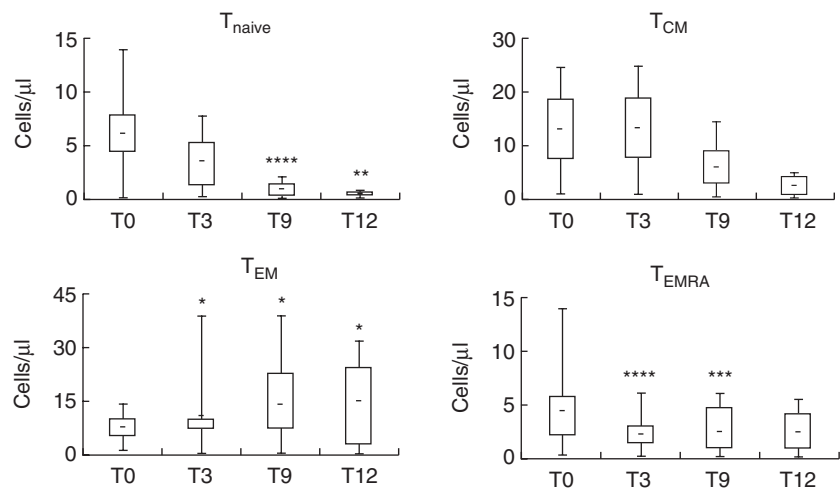 T_naive
15
10
5
0
Cells/μl
****
**
T0 T3 T9 T12
T_CM
30
20
10
0
Cells/μl
T0 T3 T9 T12
T_EM
45
30
15
0
Cells/μl
*
*
*
T0 T3 T9 T12
T_EMRA
15
10
5
0
Cells/μl
****
***
T0 T3 T9 T12